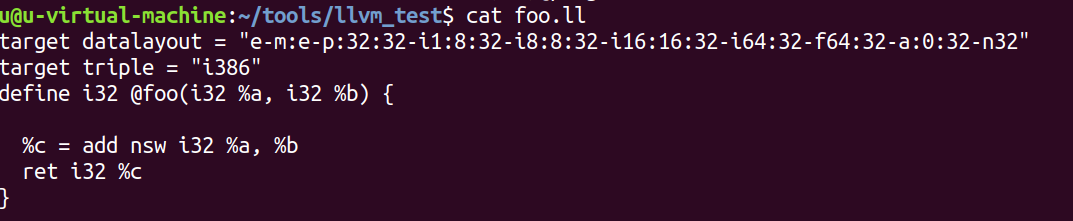 u@u-virtual-machine:~/tools/llvm_test$ cat foo.ll
target datalayout = "e-m:e-p:32:32-i1:8:32-i8:8:32-i16:16:32-i64:32-f64:32-a:0:32-n32"
target triple = "i386"
define i32 @foo(i32 %a, i32 %b) {
  %c = add nsw i32 %a, %b
  ret i32 %c
}